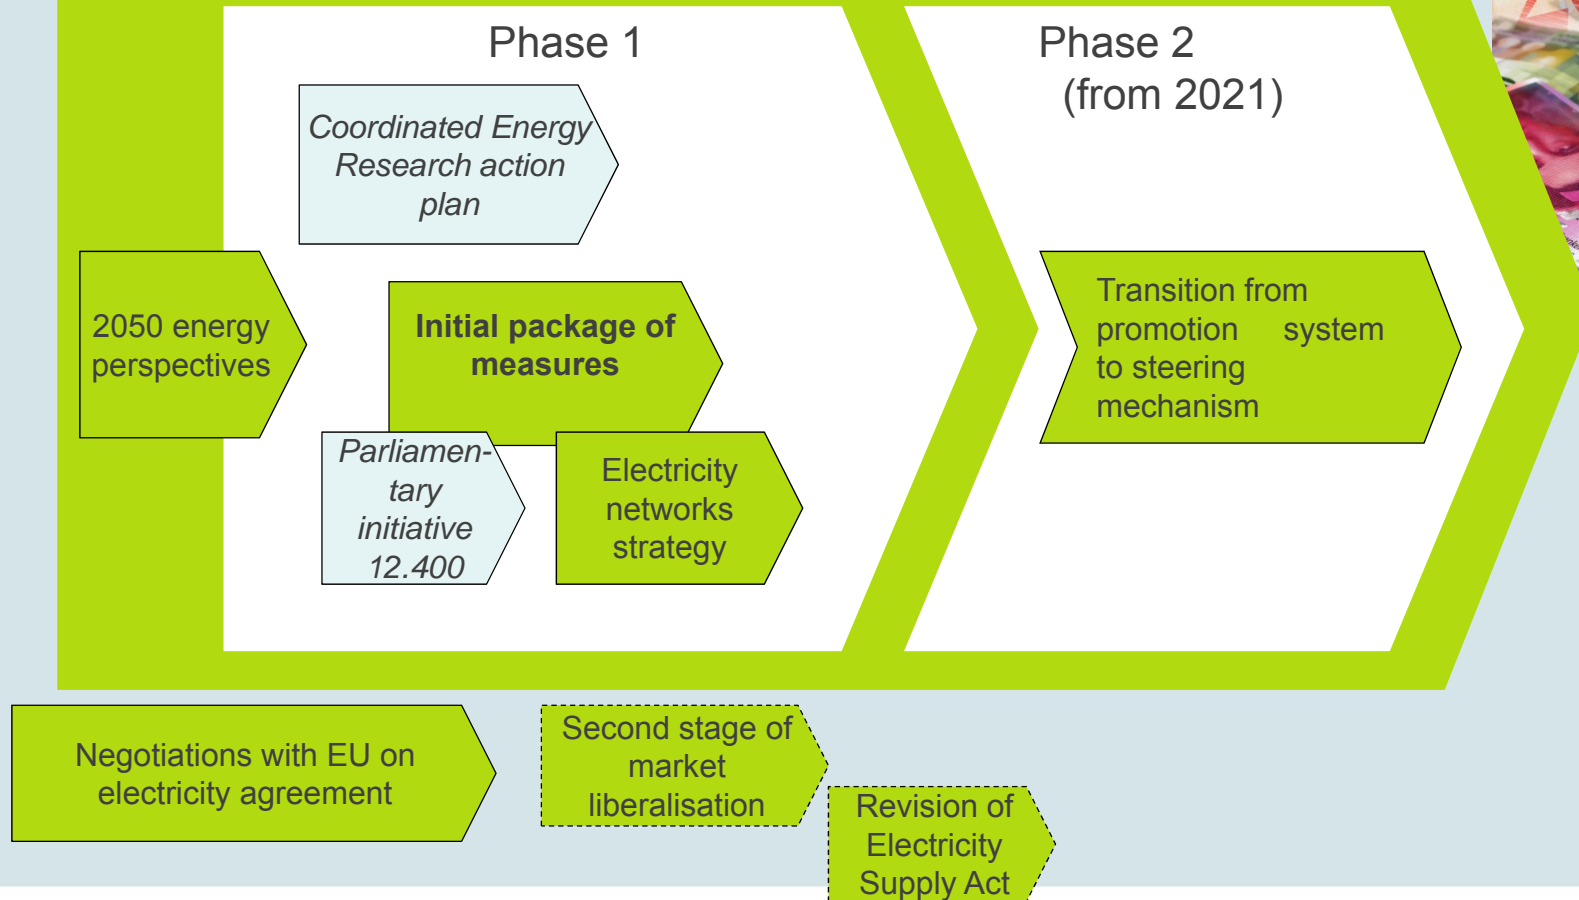 Phase 1
Phase 2
(from 2021)
Coordinated Energy
Research action
plan
2050 energy
perspectives
Initial package of
measures
Transition from
promotion system
to steering
mechanism
Parliamen-
tary
initiative
12.400
Electricity
networks
strategy
Negotiations with EU on
electricity agreement
Second stage of
market
liberalisation
Revision of
Electricity
Supply Act